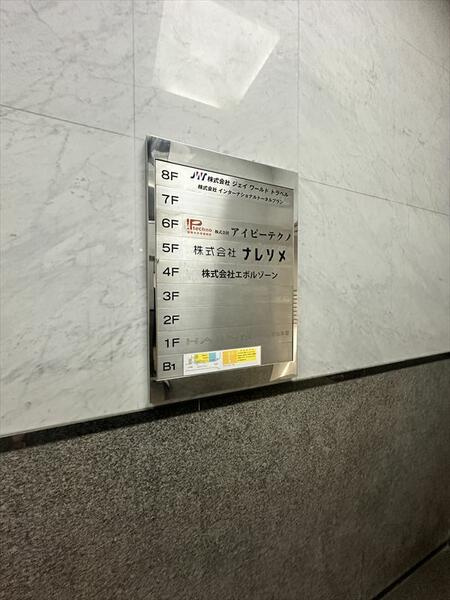 8F JW 株式会社 ジェイ ワールド トラベル
株式会社 インターナショナルトータルプラン
7F
6F IP techno 株式会社 アイピーテクノ
5F 株式会社 ナレソメ
4F 株式会社エボルゾーン
3F
2F
1F
B1